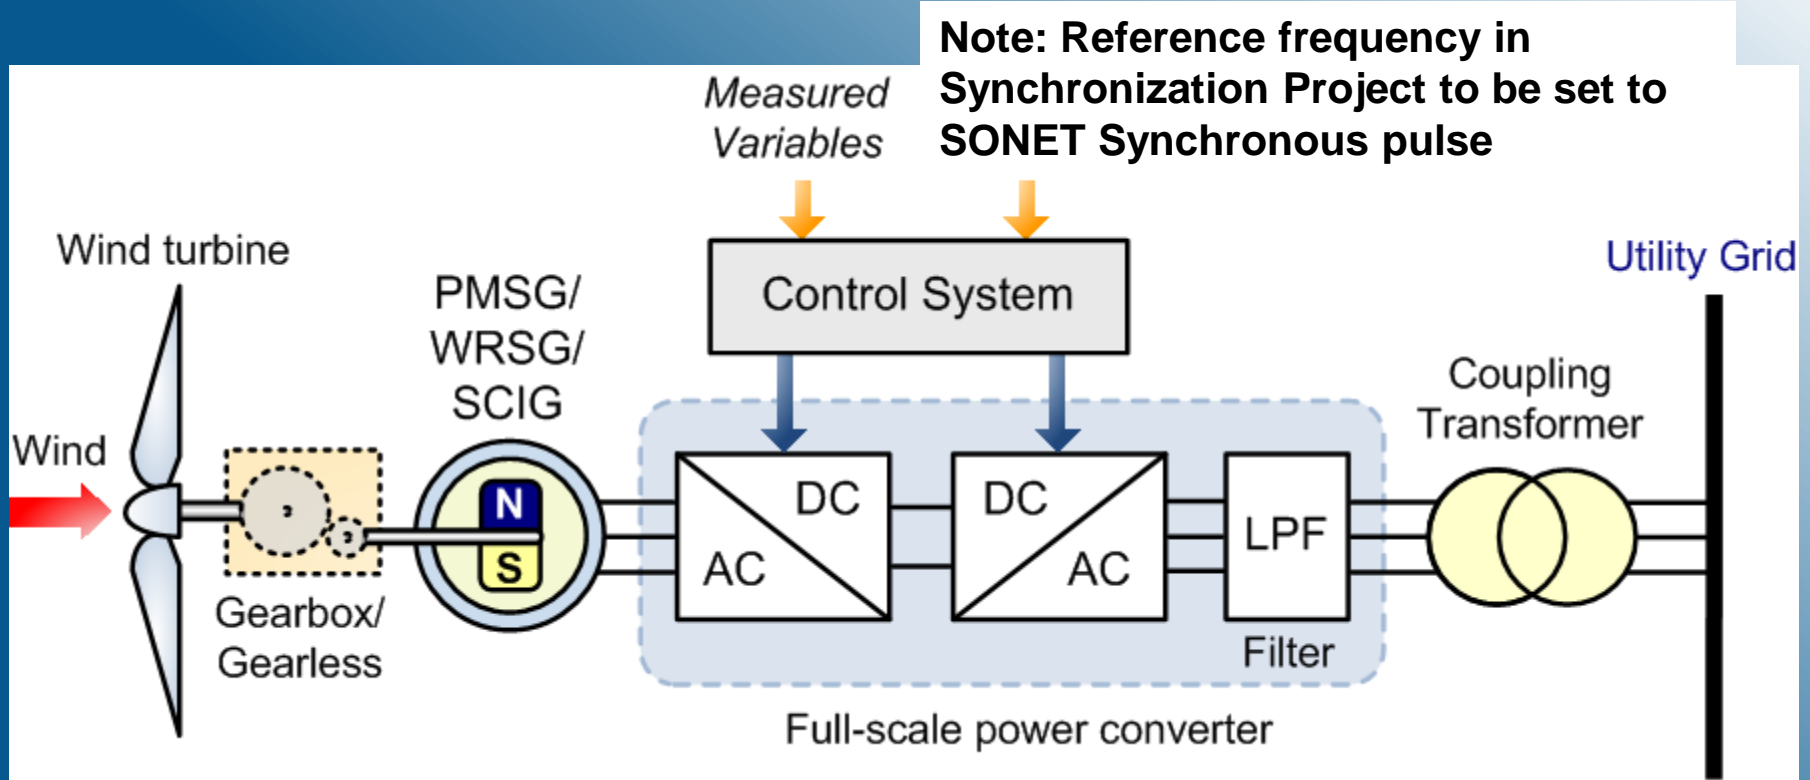 Note: Reference frequency in
Synchronization Project to be set to
SONET Synchronous pulse
Measured
Variables
Wind turbine
PMSG/
WRSG/
SCIG
Control System
Utility Grid
Coupling
Transformer
Wind
N
S
DC
AC
DC
AC
LPF
Gearbox/
Gearless
Filter
Full-scale power converter